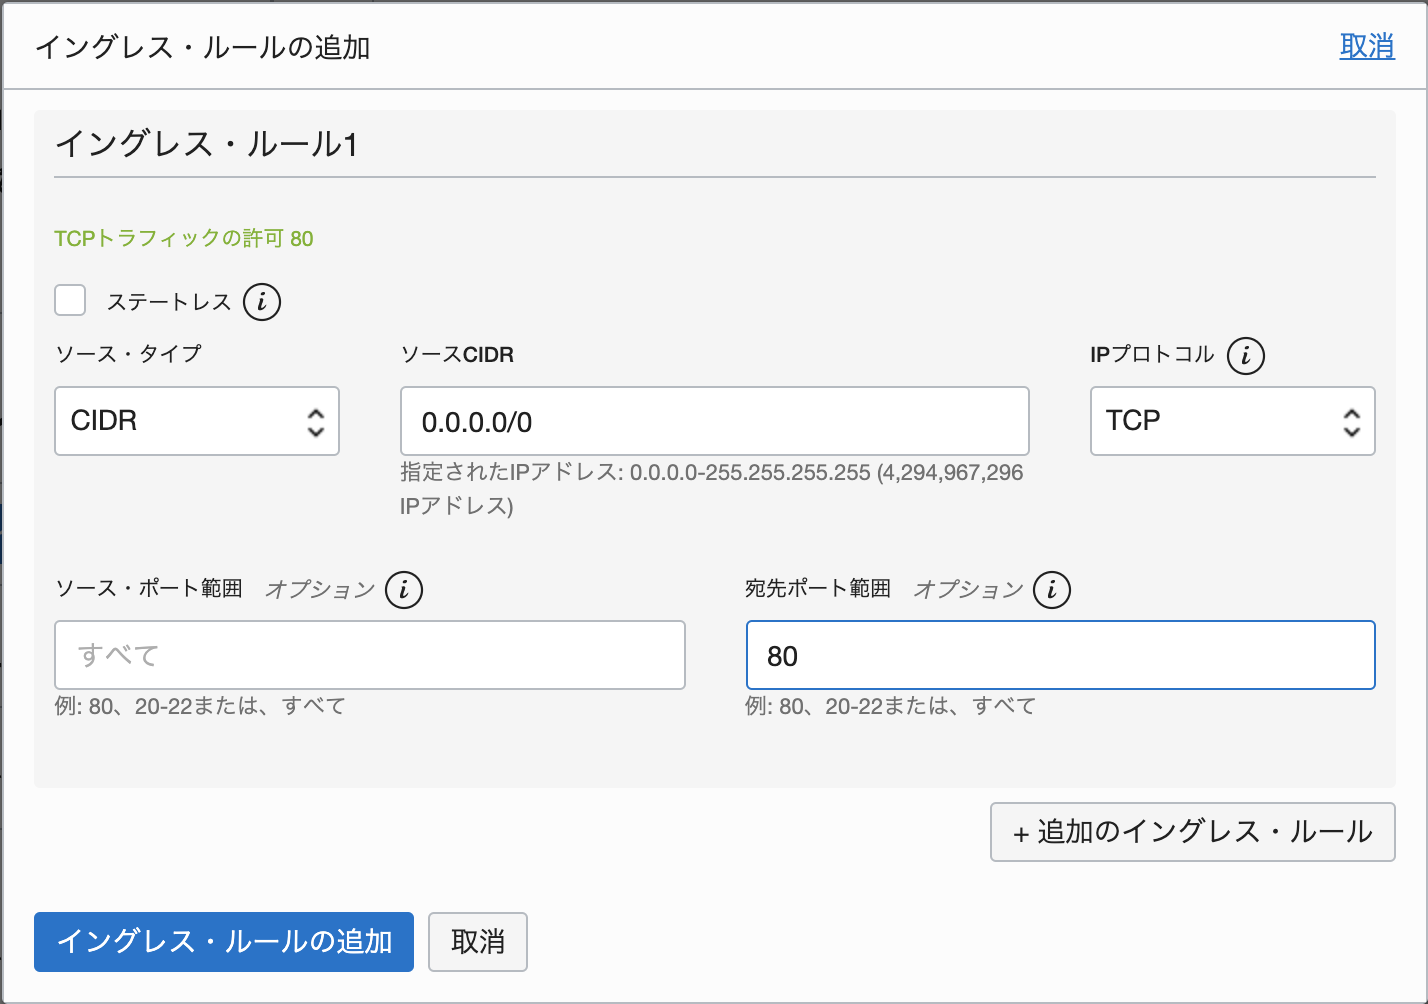 イングレス・ルールの追加
取消
イングレス・ルール1
TCPトラフィックの許可 80
ステートレス i
ソース・タイプ
ソースCIDR
IPプロトコル i
CIDR
0.0.0.0/0
TCP
指定されたIPアドレス: 0.0.0.0-255.255.255.255 (4,294,967,296
IPアドレス)
ソース・ポート範囲 オプション i
宛先ポート範囲 オプション i
すべて
80
例: 80、20-22または、すべて
例: 80、20-22または、すべて
+ 追加のイングレス・ルール
イングレス・ルールの追加
取消